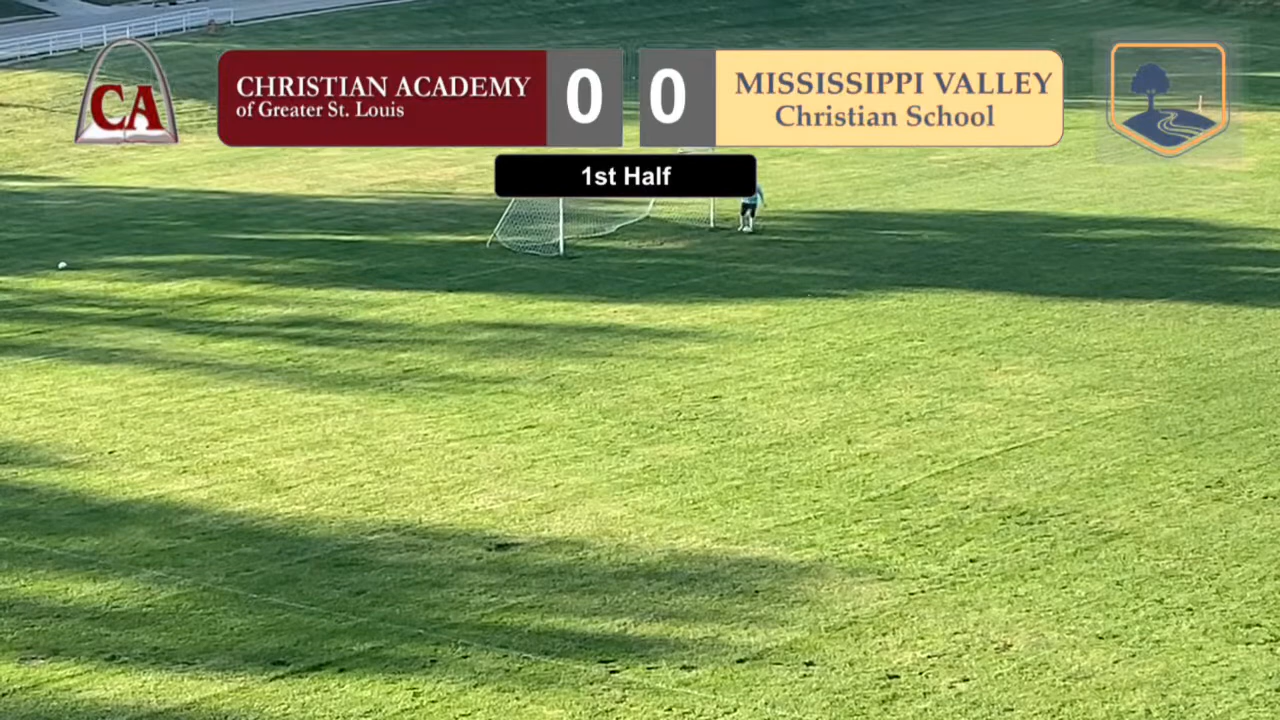 CA
CHRISTIAN ACADEMY
of Greater St. Louis
0
0
MISSISSIPPI VALLEY
Christian School
1st Half